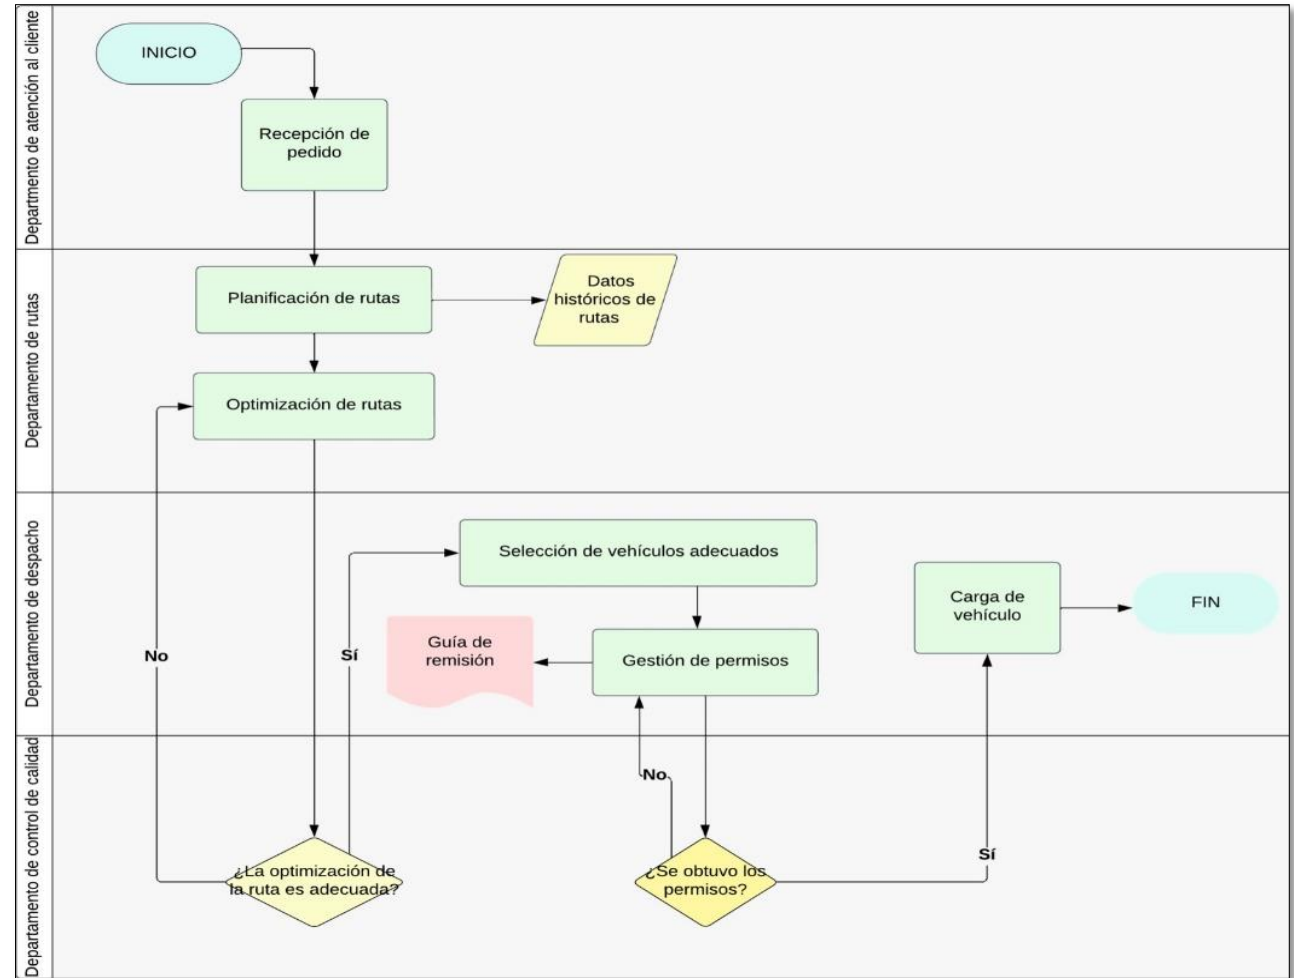 Departmento de atención al cliente
INICIO
Recepción de
pedido
Departamento de rutas
Planificación de rutas
Datos
históricos de
rutas
Optimización de rutas
Departamento de despacho
Selección de vehículos adecuados
Carga de
vehículo
FIN
Guía de
remisión
Gestión de permisos
No
Sí
Departamento de control de calidad
No
¿La optimización de
la ruta es adecuada?
¿Se obtuvo los
permisos?
Sí